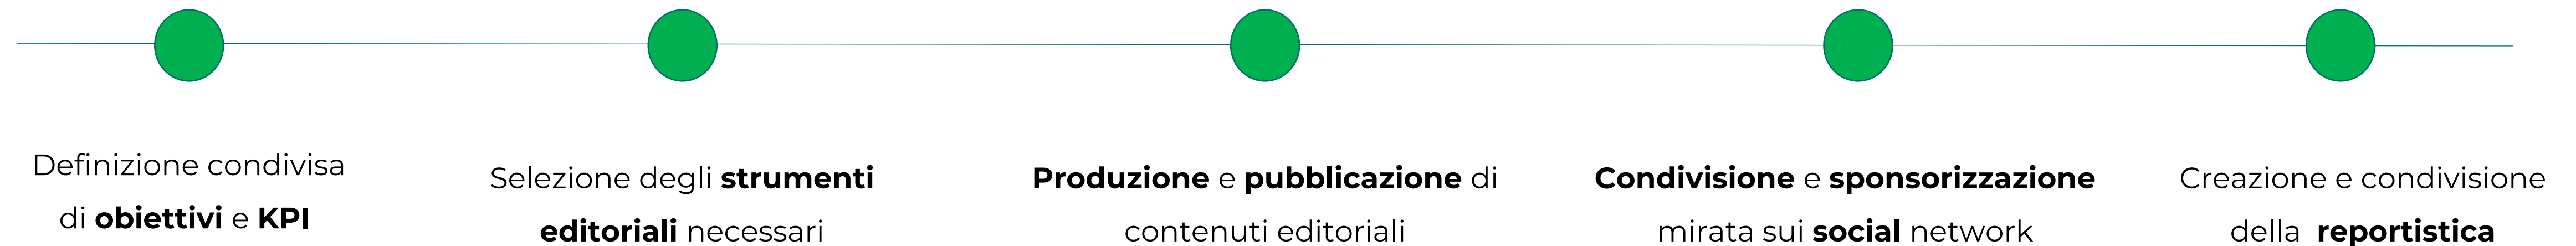 Definizione condivisa
di obiettivi e KPI
Selezione degli strumenti
editoriali necessari
Produzione e pubblicazione di
contenuti editoriali
Condivisione e sponsorizzazione
mirata sui social network
Creazione e condivisione
della reportistica